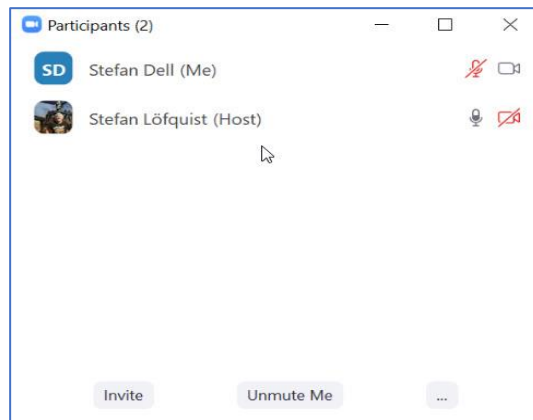 Participants (2)
SD Stefan Dell (Me)
Stefan Löfquist (Host)
Invite Unmute Me ...